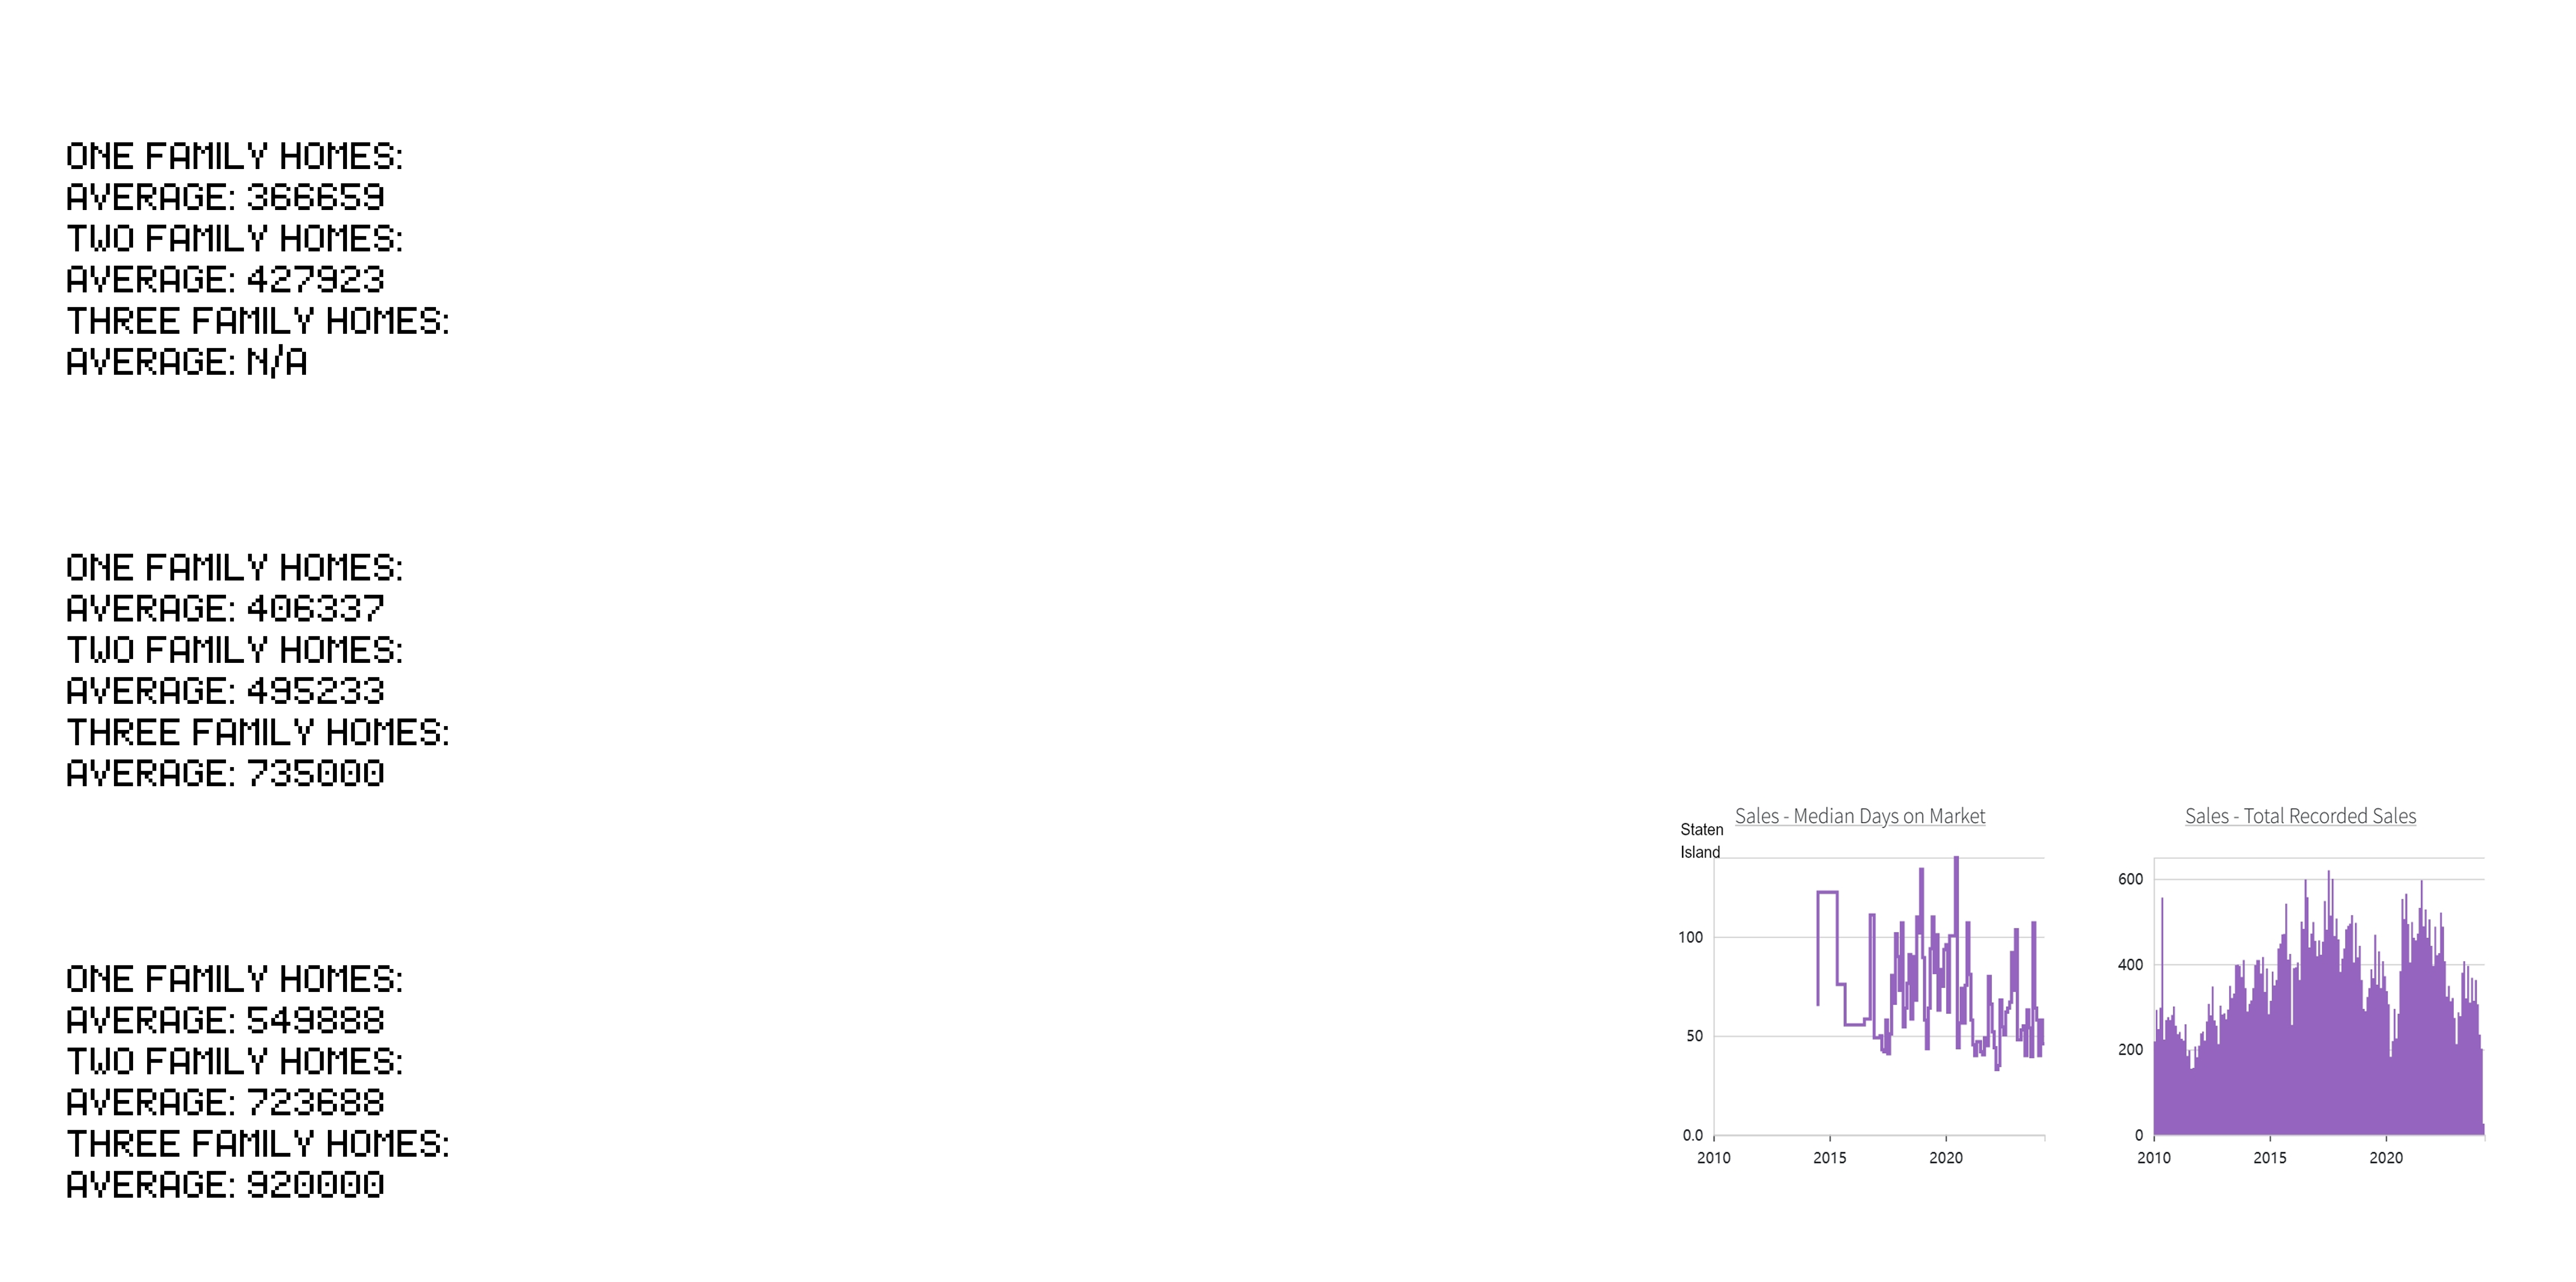 ONE FAMILY HOMES:
AVERAGE: 366659
TWO FAMILY HOMES:
AVERAGE: 427923
THREE FAMILY HOMES:
AVERAGE: N/A
ONE FAMILY HOMES:
AVERAGE: 406337
TWO FAMILY HOMES:
AVERAGE: 495233
THREE FAMILY HOMES:
AVERAGE: 735000
ONE FAMILY HOMES:
AVERAGE: 549888
TWO FAMILY HOMES:
AVERAGE: 723688
THREE FAMILY HOMES:
AVERAGE: 920000
Sales - Median Days on Market
Staten
Island
100
50
0.0
2010 2015 2020
Sales - Total Recorded Sales
600
400
200
0
2010 2015 2020